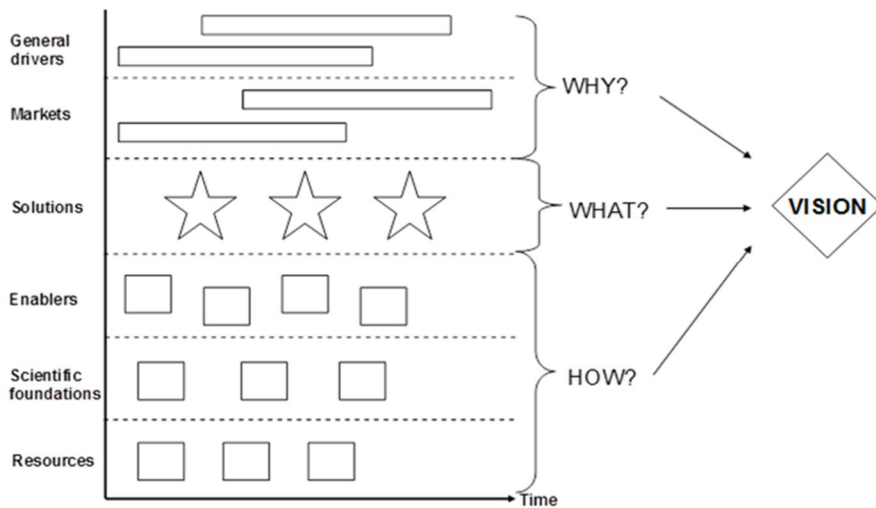 General
drivers
WHY?
Markets
Solutions
WHAT?
VISION
Enablers
Scientific
foundations
HOW?
Resources
Time